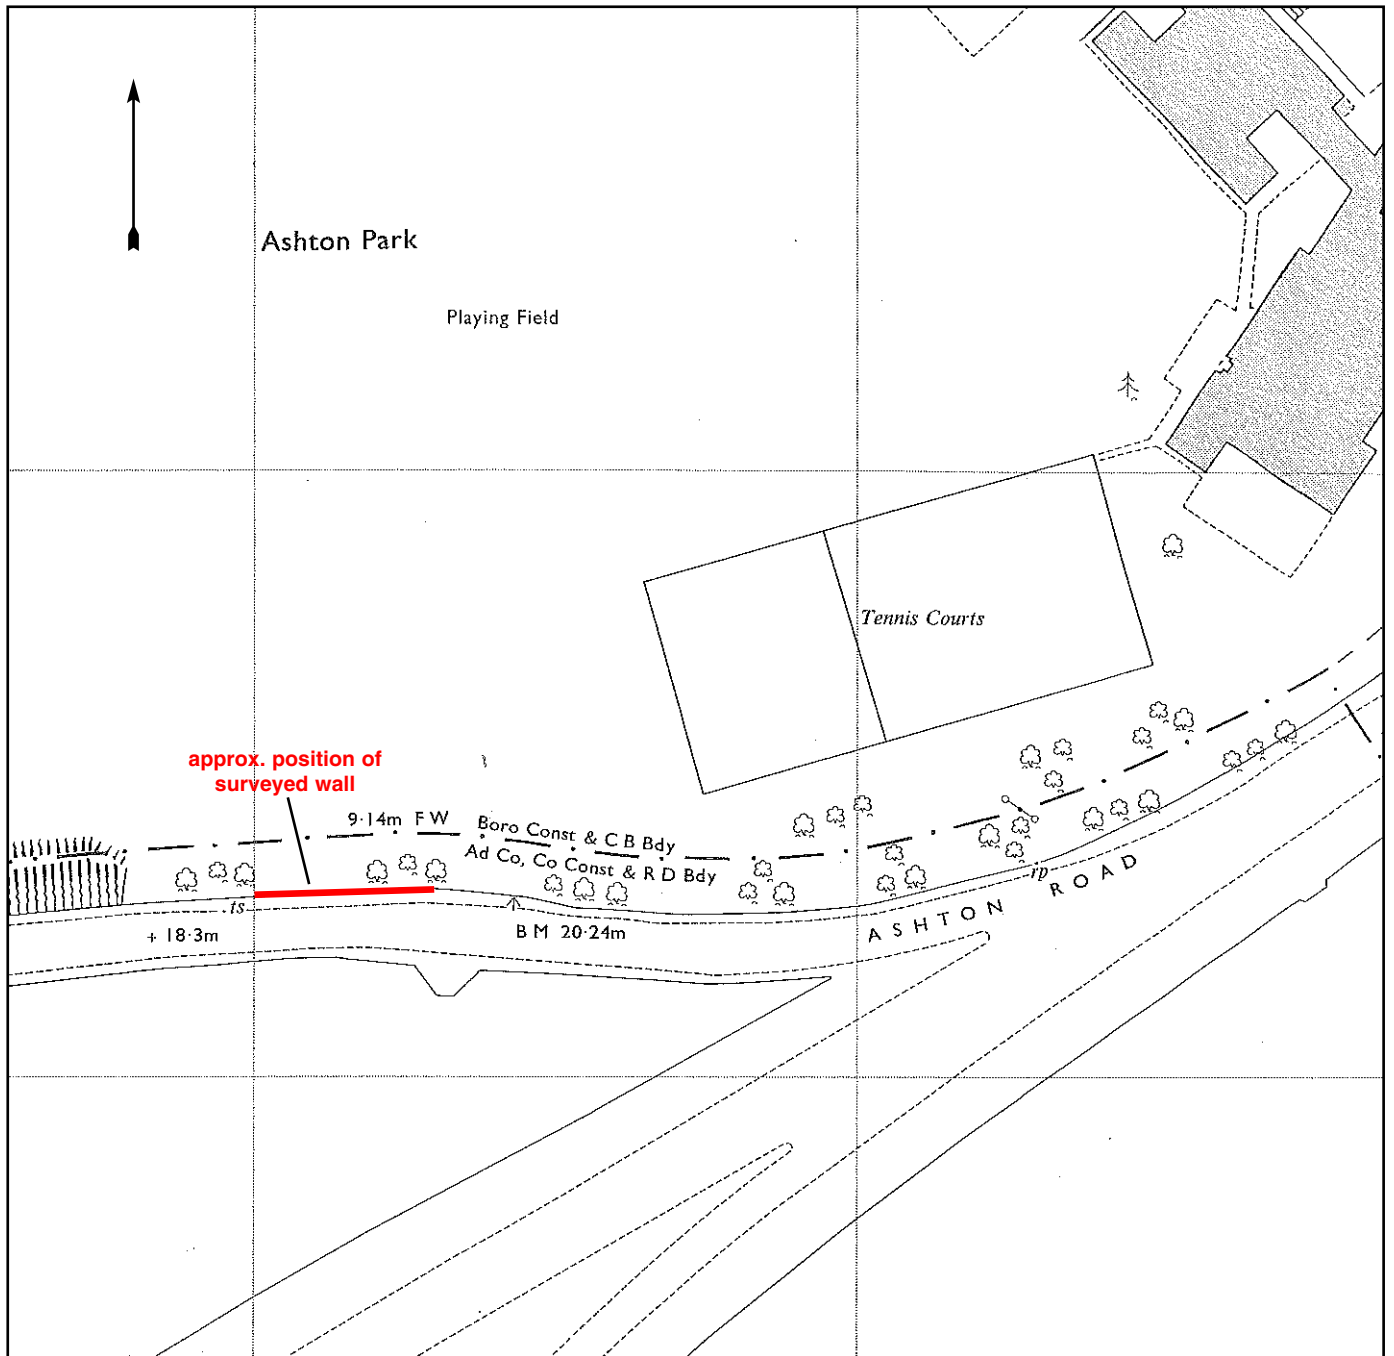 Ashton Park
Playing Field
Tennis Courts
approx. position of
surveyed wall
9·14m F W
Boro Const & C B Bdy
Ad Co, Co Const & R D Bdy
rp
ts
+ 18·3m
B M 20·24m
ASHTON ROAD